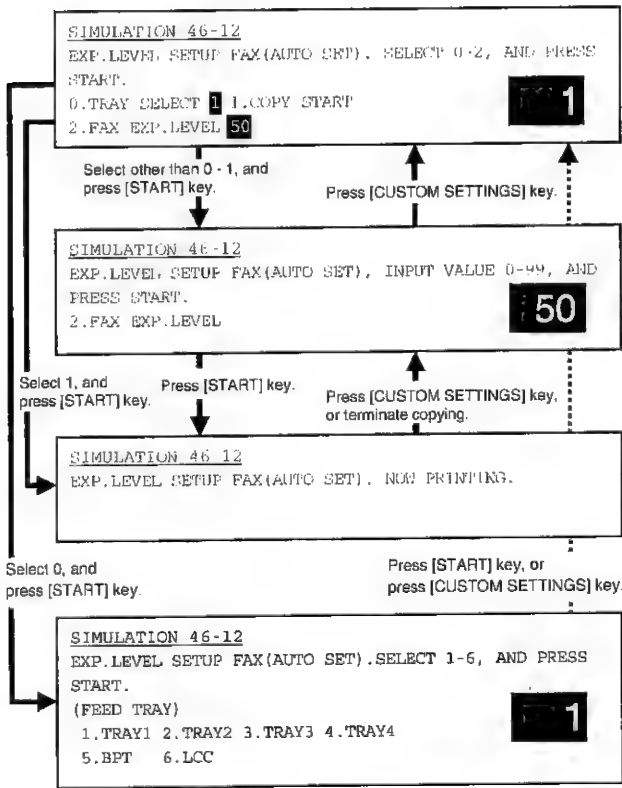 SIMULATION 46-12
EXP.LEVEL SETUP FAX(AUTO SET). SELECT 0-2, AND PRESS
START.
0.TRAY SELECT 1 1.COPY START
2.FAX EXP.LEVEL 50
1
Select other than 0 - 1, and
press [START] key.
Press [CUSTOM SETTINGS] key.
SIMULATION 46-12
EXP.LEVEL SETUP FAX(AUTO SET), INPUT VALUE 0-99, AND
PRESS START.
2.FAX EXP.LEVEL
50
Select 1, and
press [START] key.
Press [START] key.
Press [CUSTOM SETTINGS] key,
or terminate copying.
SIMULATION 46-12
EXP.LEVEL SETUP FAX(AUTO SET). NOW PRINTING.
Select 0, and
press [START] key.
Press [START] key, or
press [CUSTOM SETTINGS] key.
SIMULATION 46-12
EXP.LEVEL SETUP FAX(AUTO SET).SELECT 1-6, AND PRESS
START.
(FEED TRAY)
1.TRAY1 2.TRAY2 3.TRAY3 4.TRAY4
5.BPT 6.LCC
1